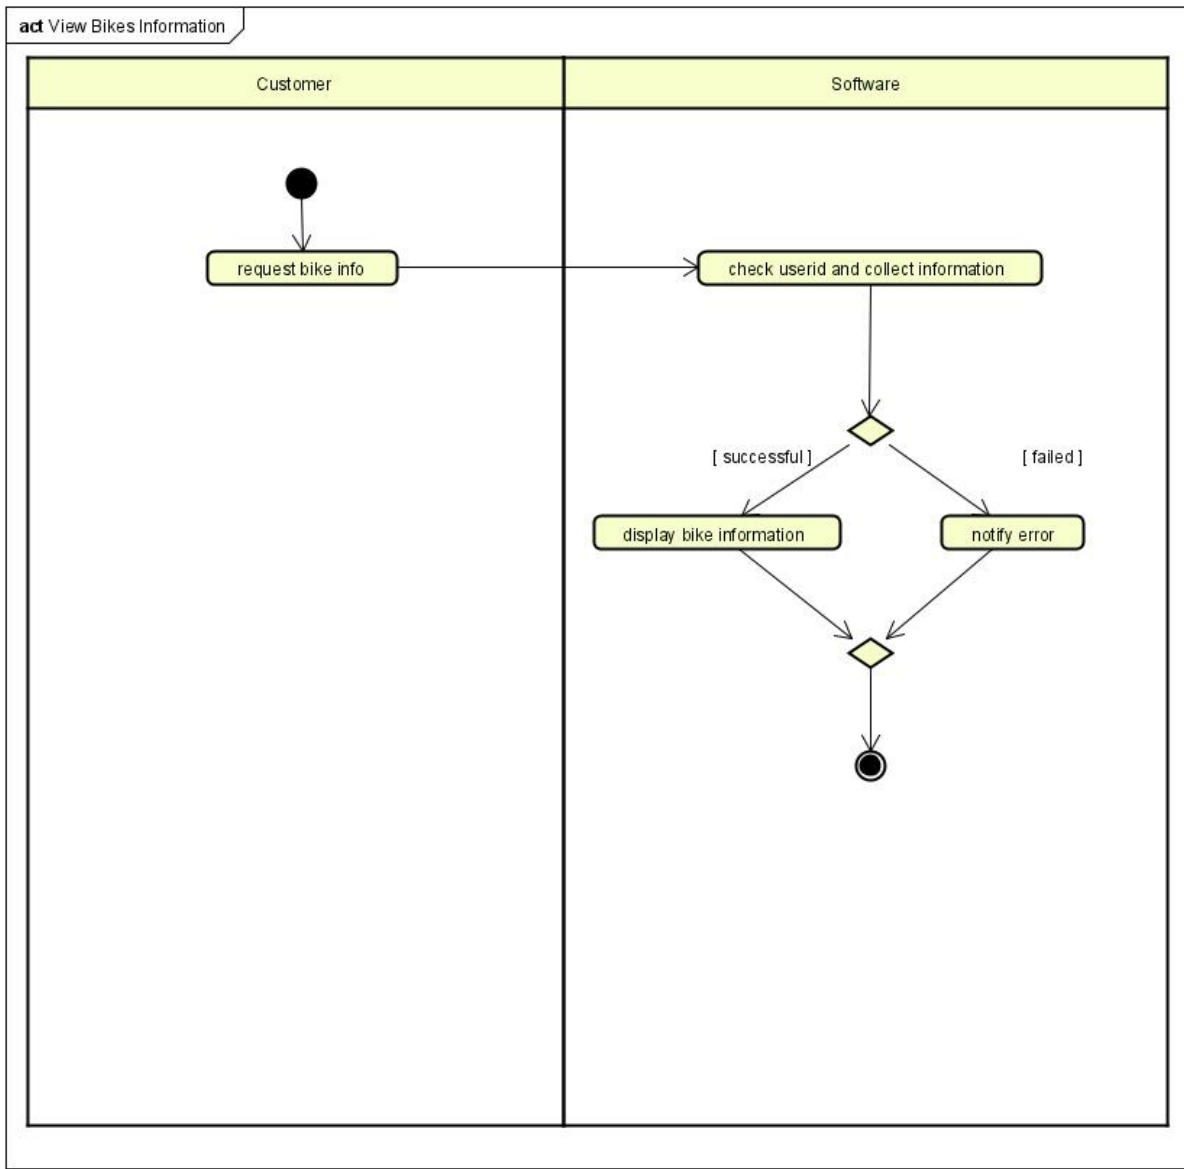 act View Bikes Information
Customer
Software
request bike info
check userid and collect information
[ successful ]
[ failed ]
display bike information
notify error